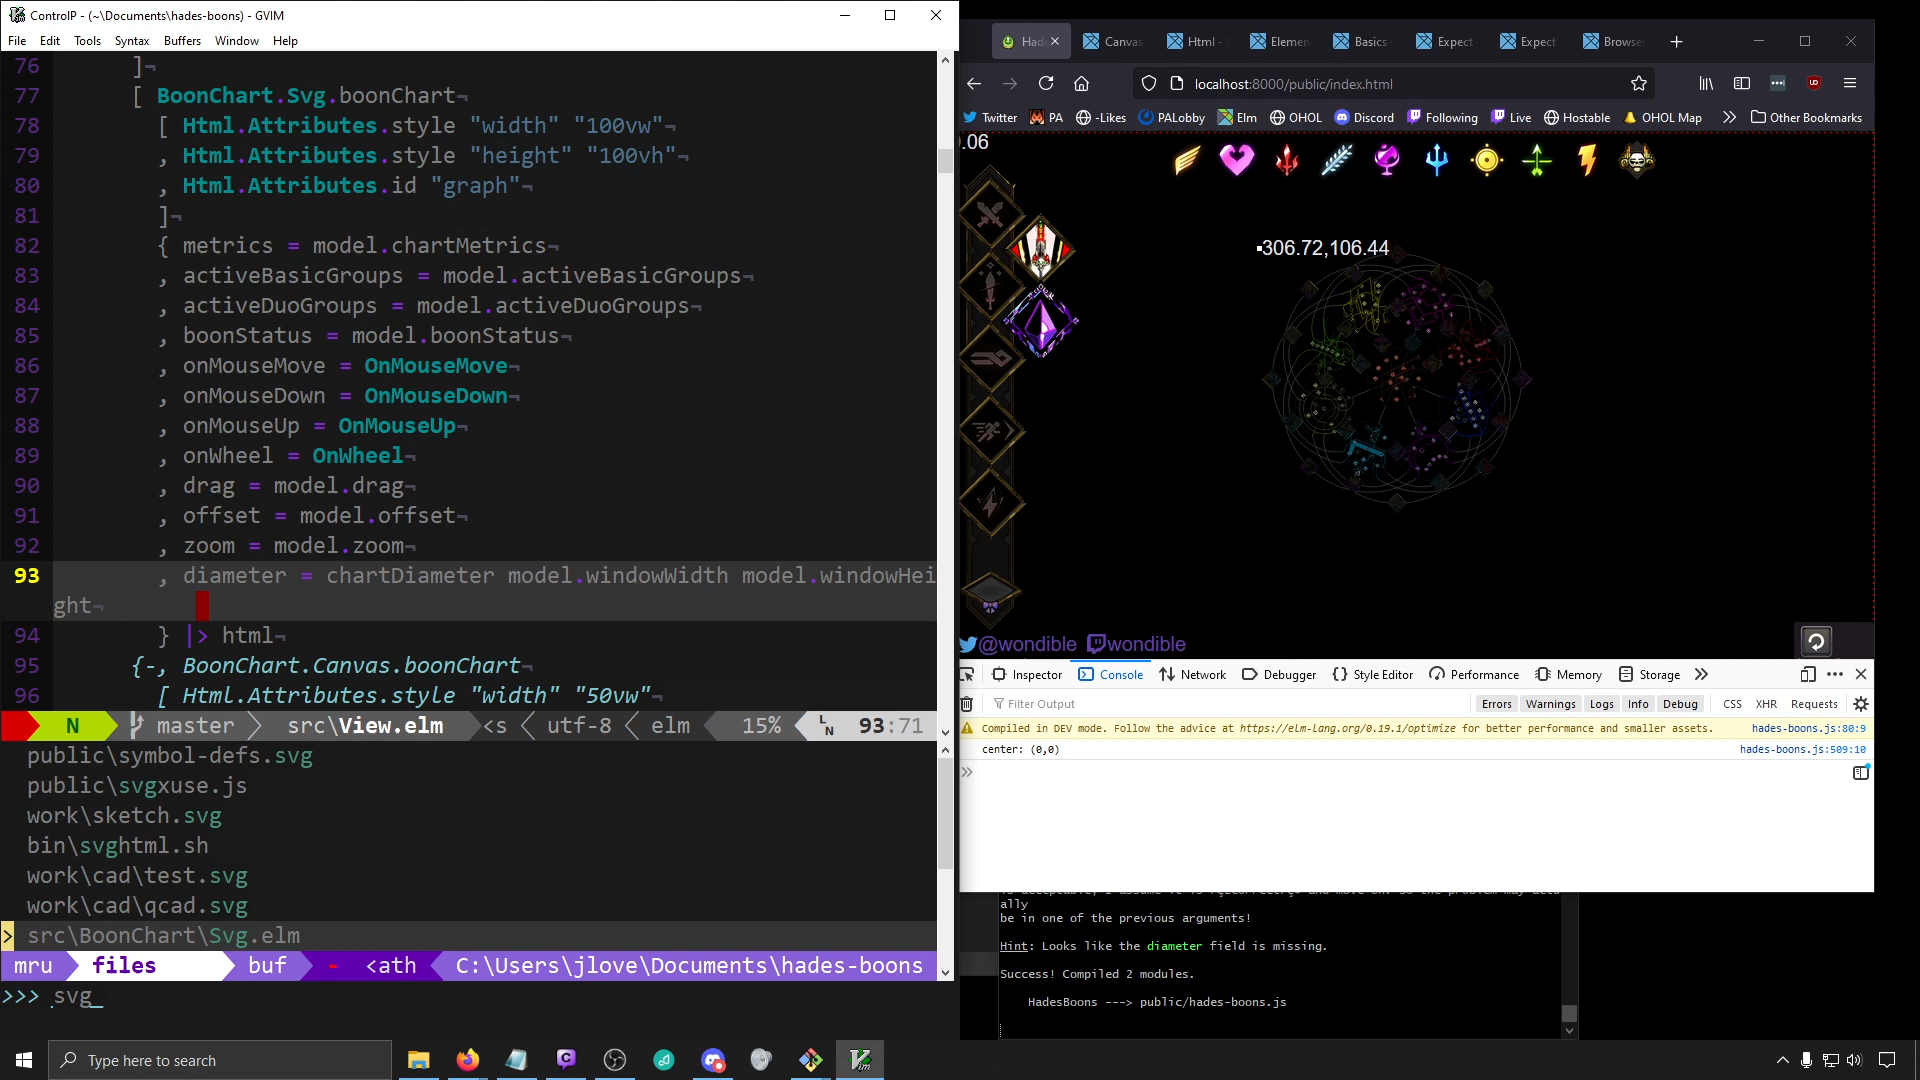 ControlP - (~\Documents\hades-boons) - GVIM
File Edit Tools Syntax Buffers Window Help
76 ]¬
77 [ BoonChart.Svg.boonChart¬
78 [ Html.Attributes.style "width" "100vw"¬
79 , Html.Attributes.style "height" "100vh"¬
80 , Html.Attributes.id "graph"¬
81 ]¬
82 { metrics = model.chartMetrics¬
83 , activeBasicGroups = model.activeBasicGroups¬
84 , activeDuoGroups = model.activeDuoGroups¬
85 , boonStatus = model.boonStatus¬
86 , onMouseMove = OnMouseMove¬
87 , onMouseDown = OnMouseDown¬
88 , onMouseUp = OnMouseUp¬
89 , onWheel = OnWheel¬
90 , drag = model.drag¬
91 , offset = model.offset¬
92 , zoom = model.zoom¬
93 , diameter = chartDiameter model.windowWidth model.windowHei
ght¬
94 } |> html¬
95 {-, BoonChart.Canvas.boonChart¬
96 [ Html.Attributes.style "width" "50vw"¬
N master src\View.elm <s utf-8 elm 15% LN 93:71
public\symbol-defs.svg
public\svgxuse.js
work\sketch.svg
bin\svghtml.sh
work\cad\test.svg
work\cad\qcad.svg
> src\BoonChart\Svg.elm
mru files buf - <ath C:\Users\jlove\Documents\hades-boons
>>> svg_
Type here to search
Had Canvas Html - Elemen Basics - Expect Expect Browse
localhost:8000/public/index.html
Twitter PA -Likes PALobby Elm OHOL Discord Following Live Hostable OHOL Map Other Bookmarks
.06
-306.72,106.44
@wondible wondible
Inspector Console Network Debugger Style Editor Performance Memory Storage
Filter Output Errors Warnings Logs Info Debug CSS XHR Requests
Compiled in DEV mode. Follow the advice at https://elm-lang.org/0.19.1/optimize for better performance and smaller assets. hades-boons.js:80:9
center: (0,0) hades-boons.js:509:10
ally
be in one of the previous arguments!
Hint: Looks like the diameter field is missing.
Success! Compiled 2 modules.
HadesBoons ---> public/hades-boons.js